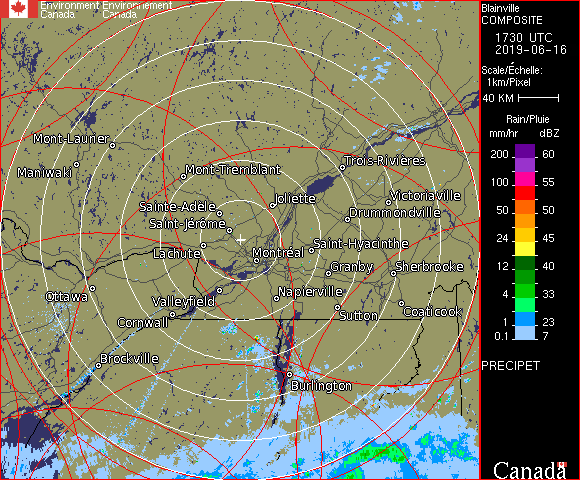 Environment Environnement
Canada Canada
Blainville
COMPOSITE
1730 UTC
2019-06-16
Scale/Échelle:
1km/Pixel
40 KM
Rain/Pluie
mm/hr dBZ
200 60
150 57
100 55
50 50
24 45
12 40
4 33
1 23
0.1 7
PRECIPET
Canada
Mont-Laurier
Maniwaki
Mont-Tremblant
Trois-Rivières
Joliette
Victoriaville
Sainte-Adèle
Drummondville
Saint-Jérôme
Saint-Hyacinthe
Lachute
Montréal
Granby
Sherbrooke
Ottawa
Valleyfield
Napierville
Coaticook
Cornwall
Sutton
Brockville
Burlington